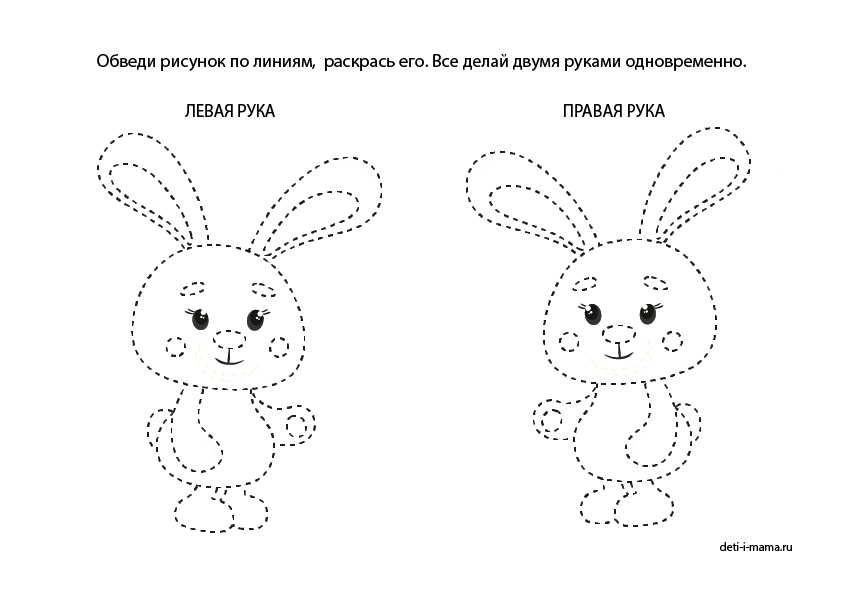 Обведи рисунок по линиям, раскрась его. Все делай двумя руками одновременно.
ЛЕВАЯ РУКА
ПРАВАЯ РУКА
deti-i-mama.ru